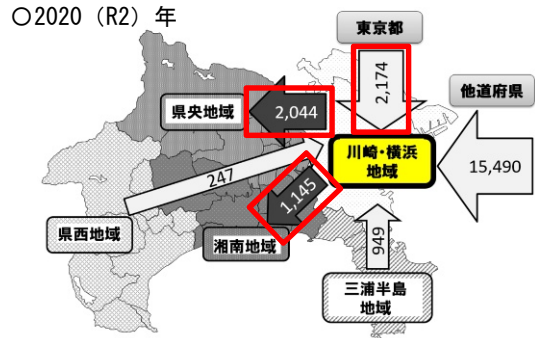 ○2020（R2）年
東京都
2,174
他道府県
県央地域
2,044
川崎・横浜
地域
15,490
247
1,145
県西地域
湘南地域
949
三浦半島
地域